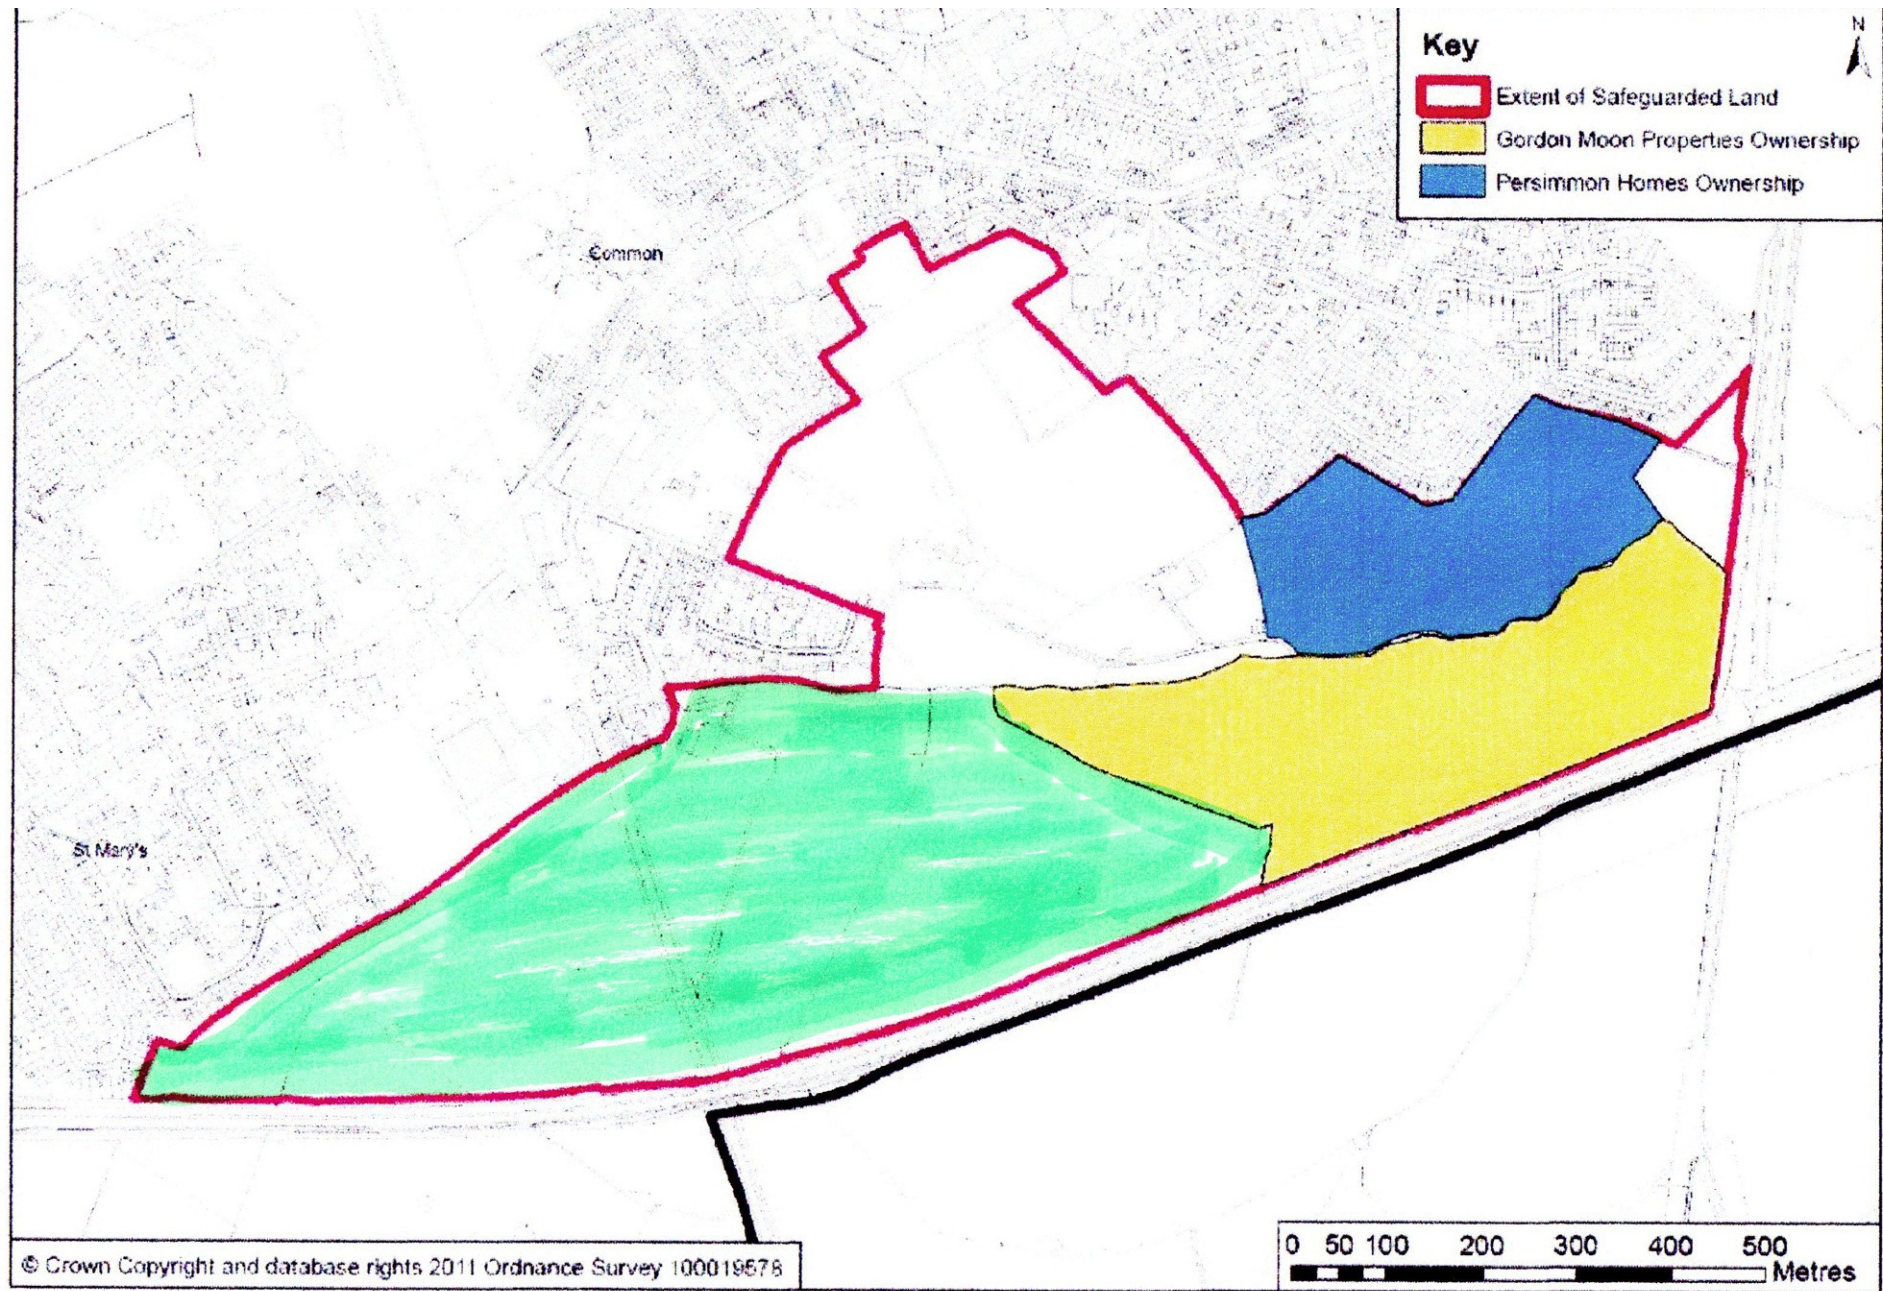 Key
N
Extent of Safeguarded Land
Gordon Moon Properties Ownership
Persimmon Homes Ownership
Common
St Mary's
© Crown Copyright and database rights 2011 Ordnance Survey 100019578
0 50 100 200 300 400 500
Metres